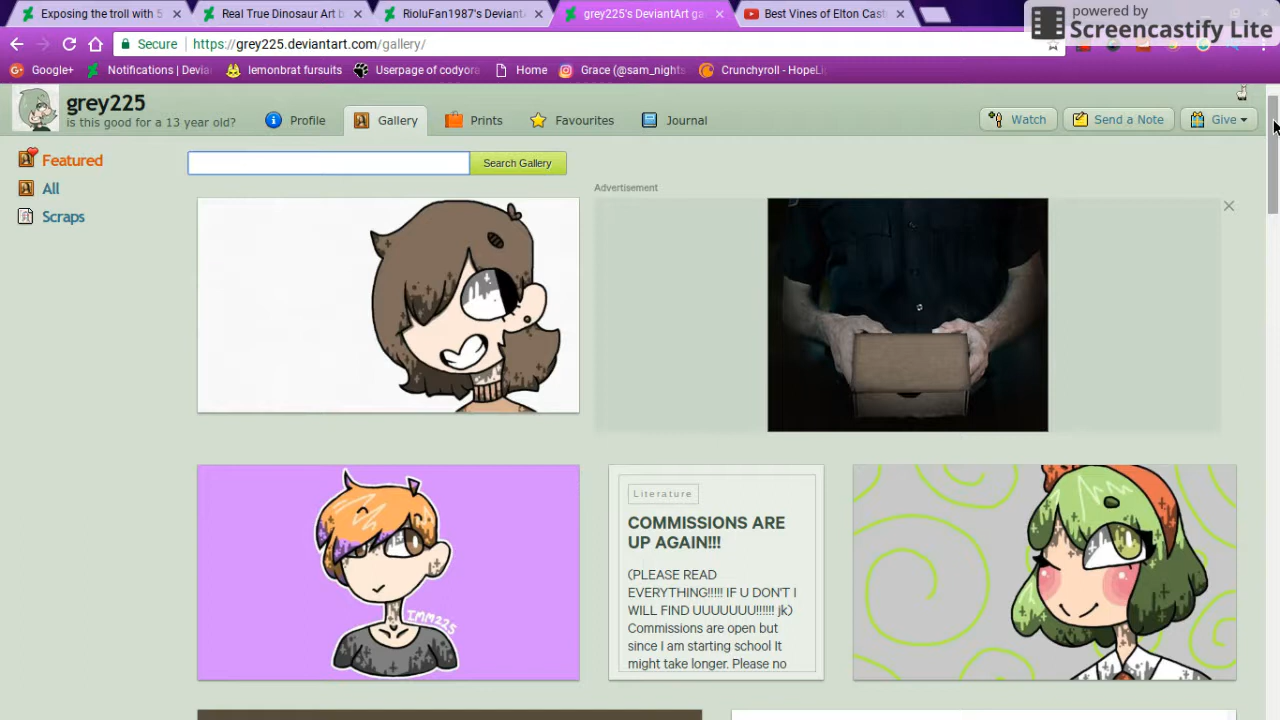 Exposing the troll with 5
Real True Dinosaur Art b
RioluFan1987's Deviant
grey225's DeviantArt ga
Best Vines of Elton Cast
powered by
Screencastify Lite
Secure https://grey225.deviantart.com/gallery/
Google+ Notifications | Devia lemonbrat fursuits Userpage of codyora Home Grace (@sam_nights Crunchyroll - HopeLi
grey225
is this good for a 13 year old?
Profile Gallery Prints Favourites Journal Watch Send a Note Give
Featured
All
Scraps
Search Gallery
Advertisement
IMM225
Literature
COMMISSIONS ARE
UP AGAIN!!!
(PLEASE READ
EVERYTHING!!!!! IF U DON'T I
WILL FIND UUUUUUU!!!!!! jk)
Commissions are open but
since I am starting school It
might take longer. Please no